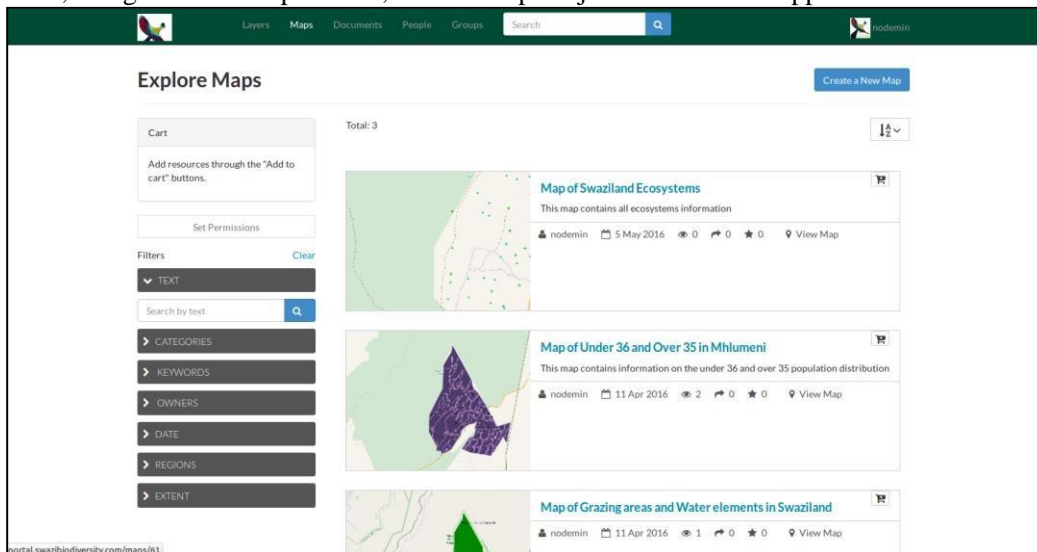 Layers Maps Documents People Groups Search nodemin
Explore Maps
Create a New Map
Cart
Add resources through the "Add to
cart" buttons.
Set Permissions
Filters Clear
TEXT
Search by text
CATEGORIES
KEYWORDS
OWNERS
DATE
REGIONS
EXTENT
Total: 3
Map of Swaziland Ecosystems
This map contains all ecosystems information
nodemin 5 May 2016 0 0 0 View Map
Map of Under 36 and Over 35 in Mhlumeni
This map contains information on the under 36 and over 35 population distribution
nodemin 11 Apr 2016 2 0 0 View Map
Map of Grazing areas and Water elements in Swaziland
nodemin 11 Apr 2016 1 0 0 View Map
portal.swazibiodiversity.com/maps/61